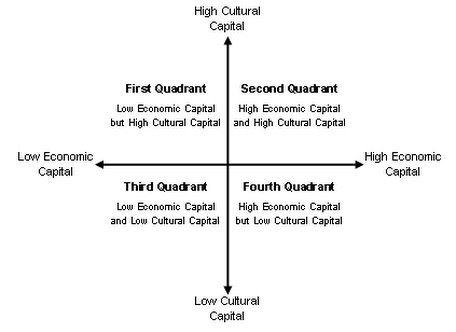 High Cultural
Capital
First Quadrant
Low Economic Capital
but High Cultural Capital
Second Quadrant
High Economic Capital
and High Cultural Capital
Low Economic
Capital
High Economic
Capital
Third Quadrant
Low Economic Capital
and Low Cultural Capital
Fourth Quadrant
High Economic Capital
but Low Cultural Capital
Low Cultural
Capital